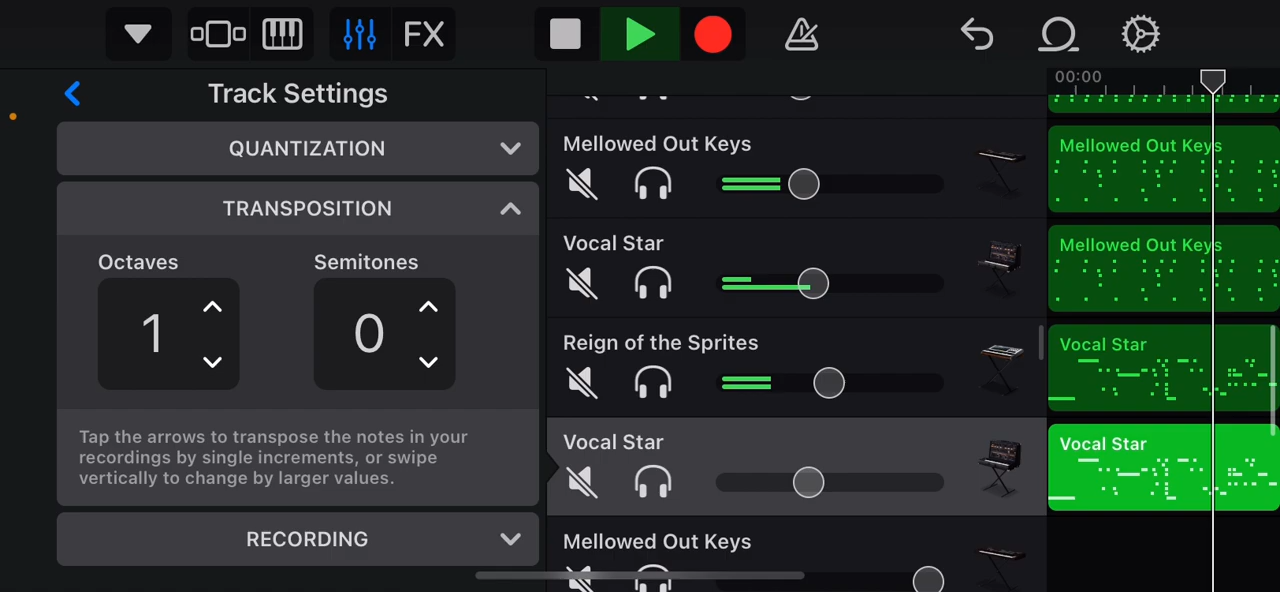 FX
Track Settings
00:00
QUANTIZATION
TRANSPOSITION
Octaves
Semitones
1
0
Tap the arrows to transpose the notes in your
recordings by single increments, or swipe
vertically to change by larger values.
RECORDING
Mellowed Out Keys
Vocal Star
Reign of the Sprites
Vocal Star
Mellowed Out Keys
Mellowed Out Keys
Mellowed Out Keys
Vocal Star
Vocal Star